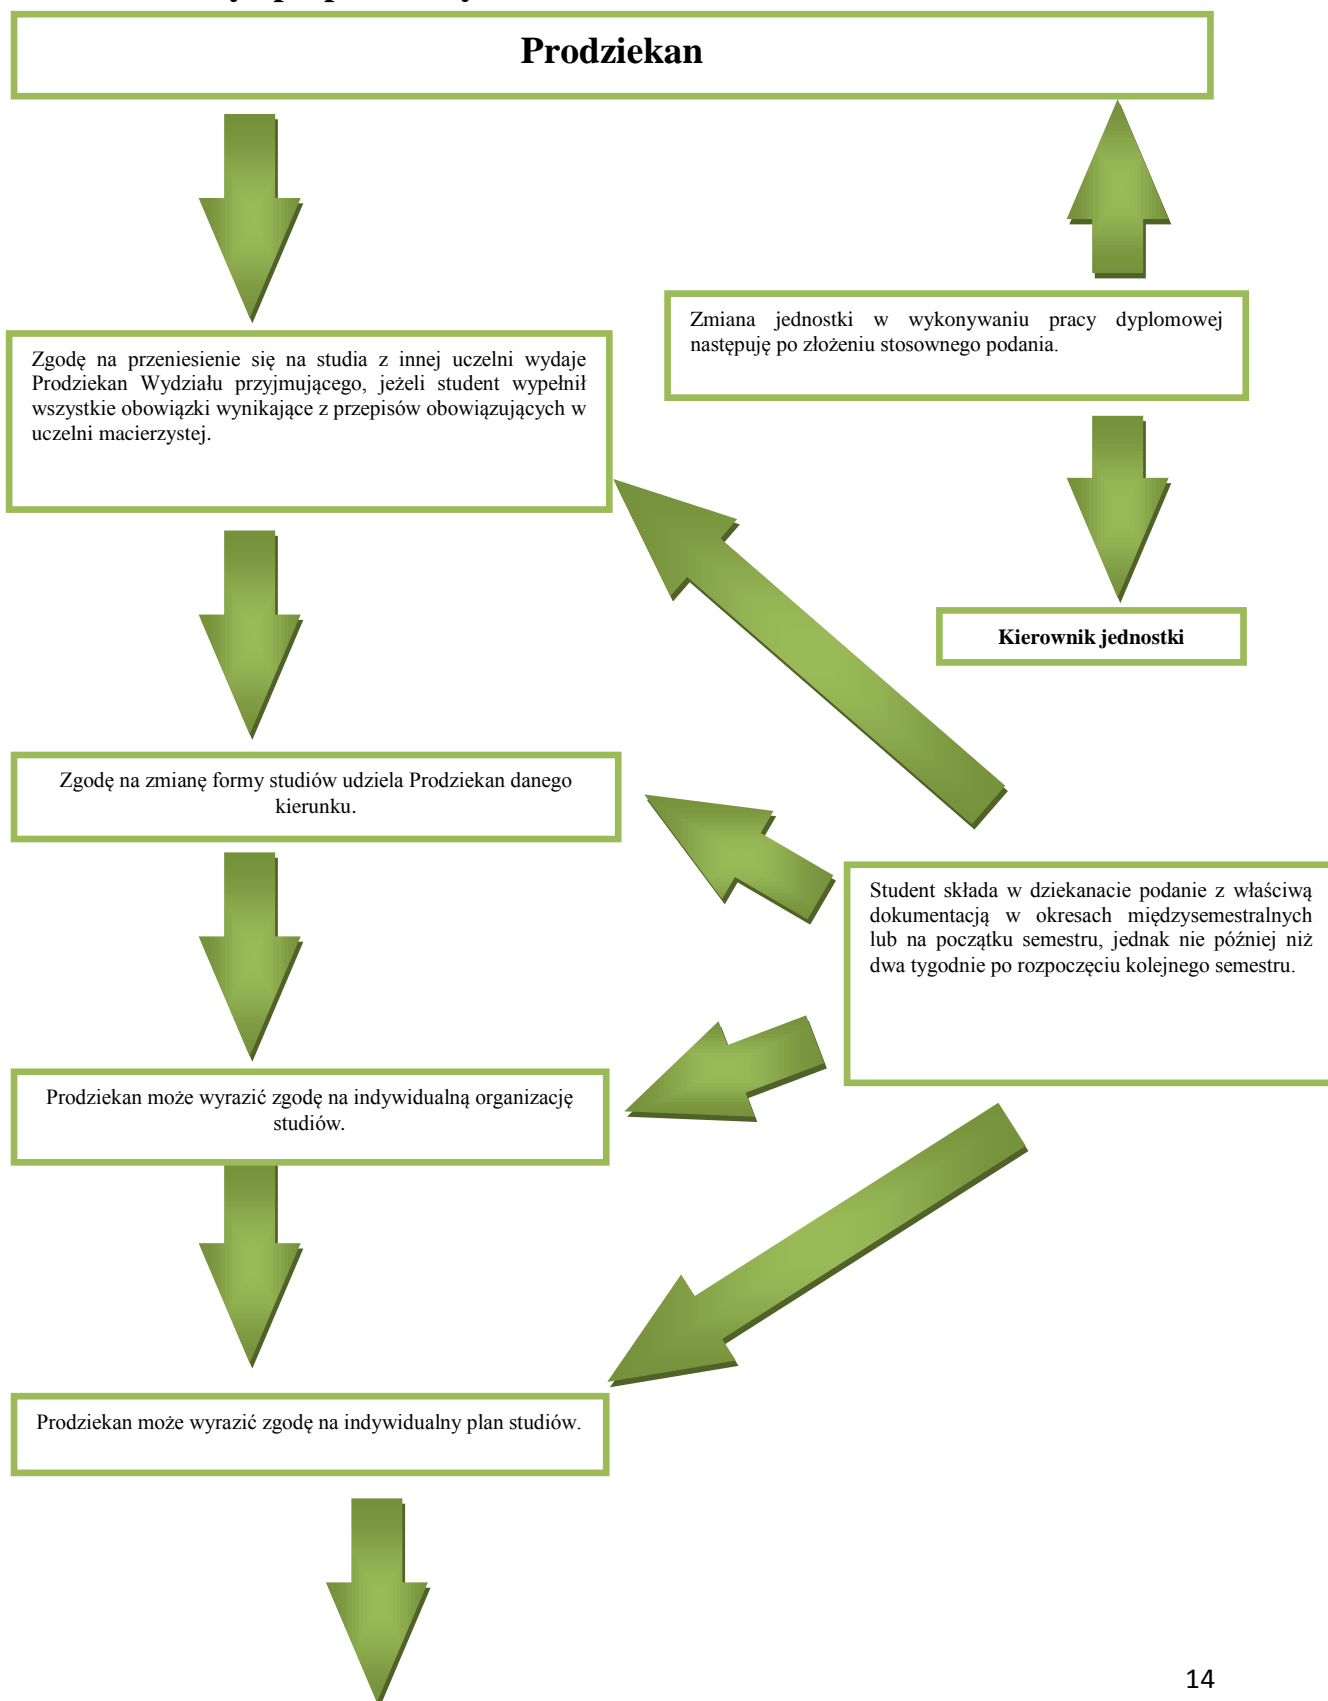 Prodziekan
Zmiana jednostki w wykonywaniu pracy dyplomowej
następuję po złożeniu stosownego podania.
Zgodę na przeniesienie się na studia z innej uczelni wydaje
Prodziekan Wydziału przyjmującego, jeżeli student wypełnił
wszystkie obowiązki wynikające z przepisów obowiązujących w
uczelni macierzystej.
Kierownik jednostki
Zgodę na zmianę formy studiów udziela Prodziekan danego
kierunku.
Student składa w dziekanacie podanie z właściwą
dokumentacją w okresach międzysemestralnych
lub na początku semestru, jednak nie później niż
dwa tygodnie po rozpoczęciu kolejnego semestru.
Prodziekan może wyrazić zgodę na indywidualną organizację
studiów.
Prodziekan może wyrazić zgodę na indywidualny plan studiów.
14